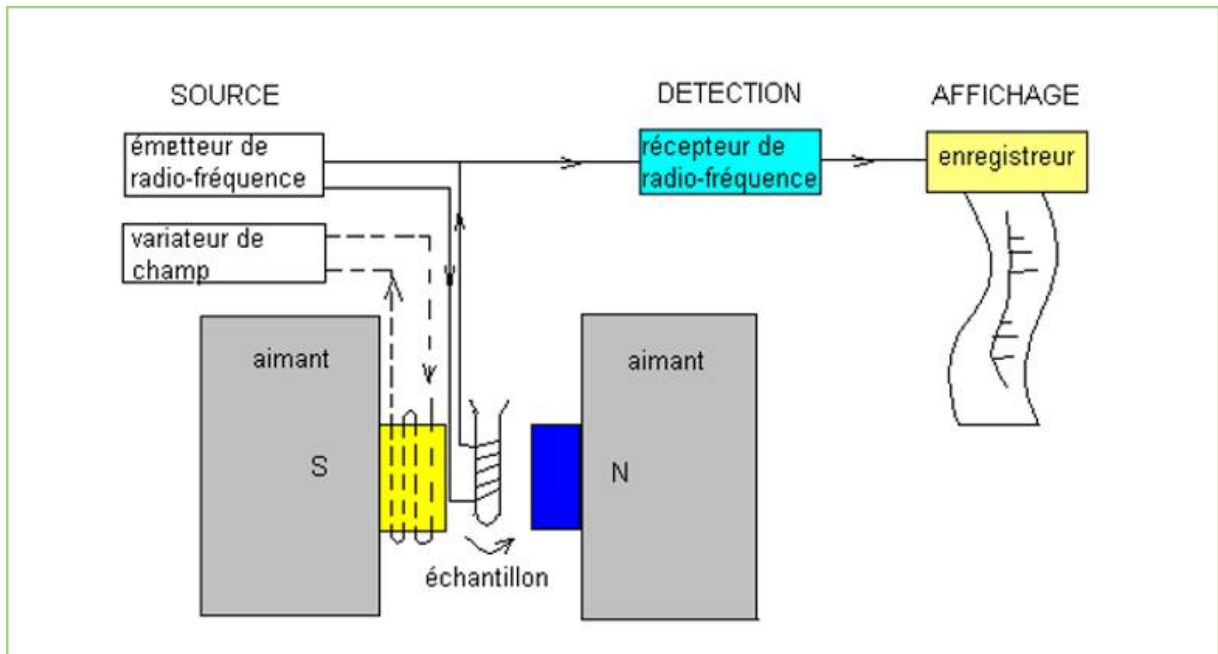 SOURCE
DETECTION
AFFICHAGE
émetteur de
radio-fréquence
récepteur de
radio-fréquence
enregistreur
variateur de
champ
aimant
aimant
S
N
échantillon